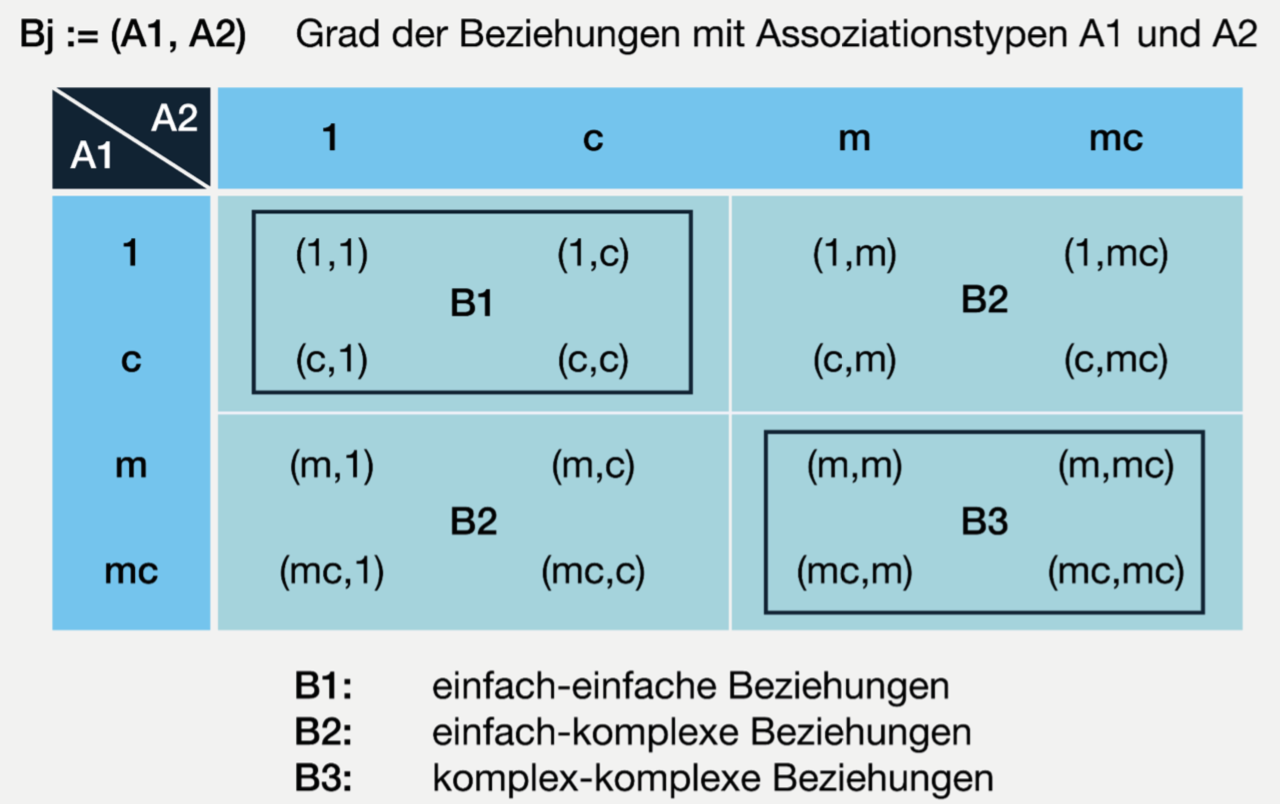 Bj := (A1, A2) Grad der Beziehungen mit Assoziationstypen A1 und A2
A2
A1
1 c m mc
1 (1,1) (1,c) (1,m) (1,mc)
B1 B2
c (c,1) (c,c) (c,m) (c,mc)
m (m,1) (m,c) (m,m) (m,mc)
B2 B3
mc (mc,1) (mc,c) (mc,m) (mc,mc)
B1: einfach-einfache Beziehungen
B2: einfach-komplexe Beziehungen
B3: komplex-komplexe Beziehungen